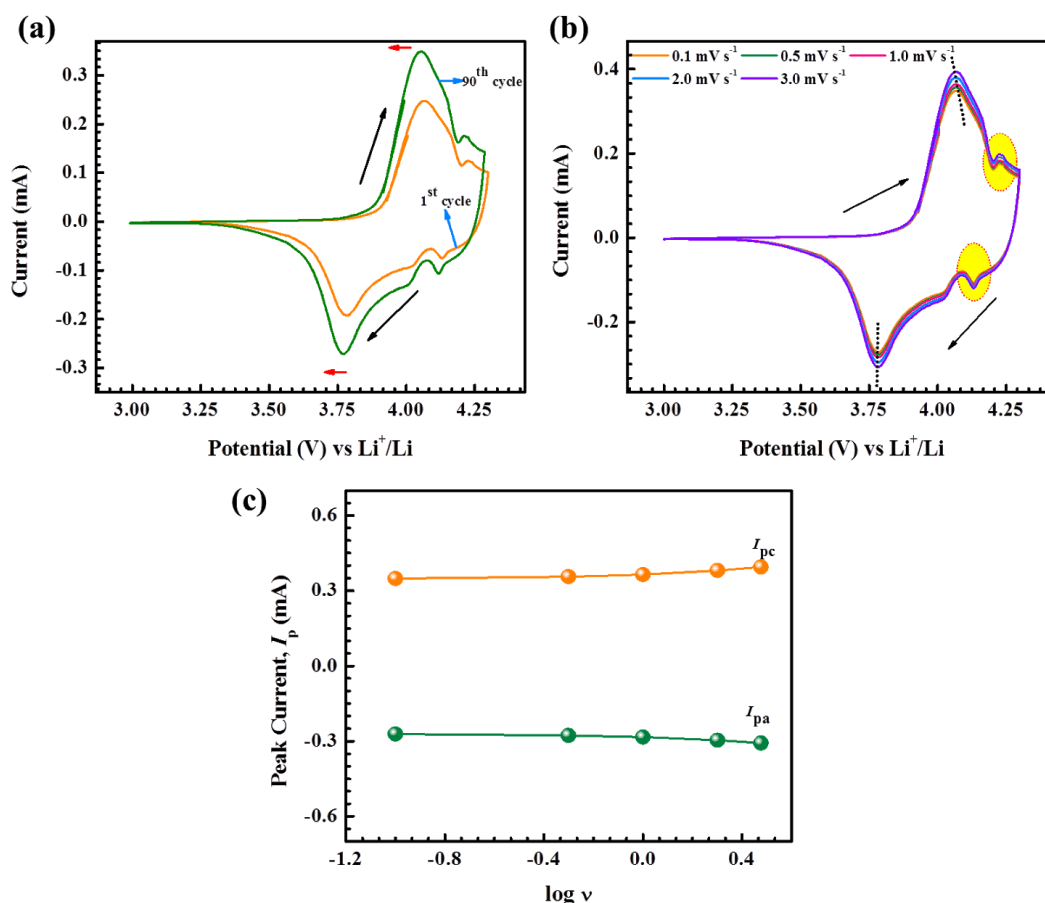 (a)
0.3
0.2
0.1
0.0
-0.1
-0.2
-0.3
Current (mA)
90th cycle
1st cycle
3.00 3.25 3.50 3.75 4.00 4.25
Potential (V) vs Li+/Li
(b)
0.1 mV s-1 0.5 mV s-1 1.0 mV s-1
2.0 mV s-1 3.0 mV s-1
0.4
0.2
0.0
-0.2
Current (mA)
3.00 3.25 3.50 3.75 4.00 4.25
Potential (V) vs Li+/Li
(c)
0.6
0.3
0.0
-0.3
-0.6
Peak Current, Ip (mA)
Ipc
Ipa
-1.2 -0.8 -0.4 0.0 0.4
log ν